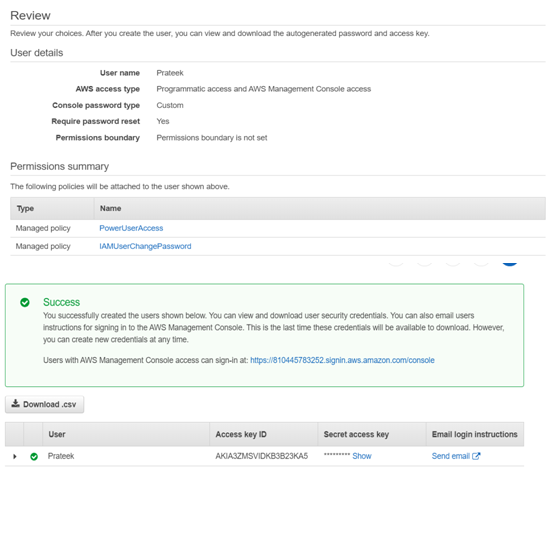 Review
Review your choices. After you create the user, you can view and download the autogenerated password and access key.
User details
User name Prateek
AWS access type Programmatic access and AWS Management Console access
Console password type Custom
Require password reset Yes
Permissions boundary Permissions boundary is not set
Permissions summary
The following policies will be attached to the user shown above.
Type Name
Managed policy PowerUserAccess
Managed policy IAMUserChangePassword
Success
You successfully created the users shown below. You can view and download user security credentials. You can also email users
instructions for signing in to the AWS Management Console. This is the last time these credentials will be available to download. However,
you can create new credentials at any time.
Users with AWS Management Console access can sign-in at: https://810445783252.signin.aws.amazon.com/console
Download .csv
User Access key ID Secret access key Email login instructions
Prateek AKIA3ZMSVIDKB3B23KA5 ********* Show Send email